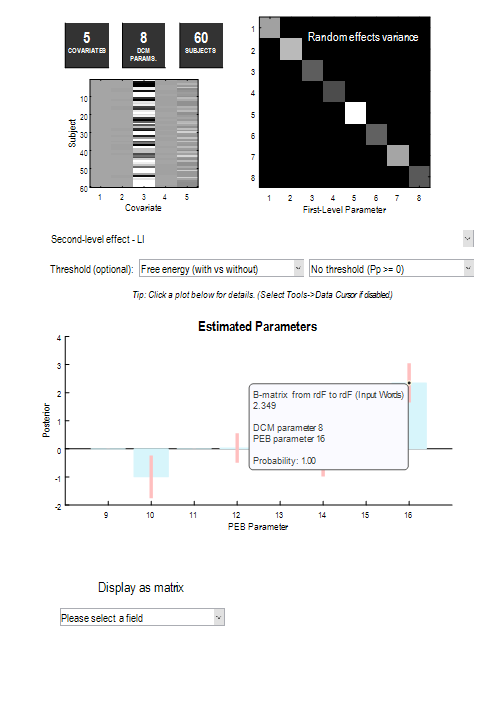 5
COVARIATES
8
DCM
PARAMS.
60
SUBJECTS
Random effects variance
1
2
3
4
5
6
7
8
1 2 3 4 5 6 7 8
First-Level Parameter
Subject
10
20
30
40
50
60
1 2 3 4 5
Covariate
Second-level effect - LI
Threshold (optional): Free energy (with vs without) No threshold (Pp >= 0)
Tip: Click a plot below for details. (Select Tools->Data Cursor if disabled)
Estimated Parameters
Posterior
4
3
2
1
0
-1
-2
B-matrix from rdF to rdF (Input Words)
2.349
DCM parameter 8
PEB parameter 16
Probability: 1.00
9 10 11 12 13 14 15 16
PEB Parameter
Display as matrix
Please select a field